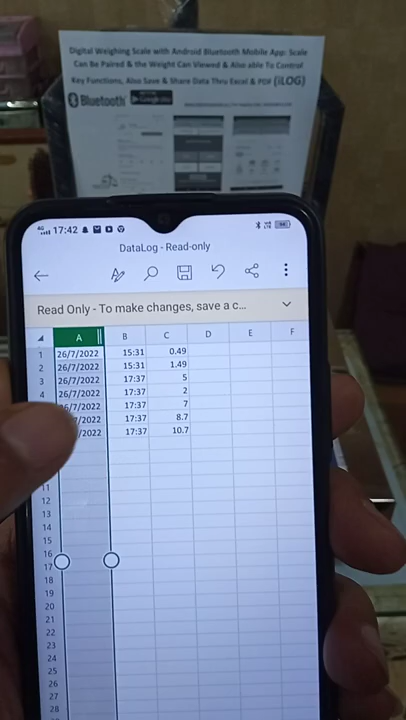 Digital Weighing Scale with Android Bluetooth Mobile App: Scale
Can Be Paired & the Weight Can Viewed & Also able To Control
Key Functions, Also Save & Share Data Thru Excel & PDF (iLOG)
Bluetooth
17:42
DataLog - Read-only
Read Only - To make changes, save a c...
A B C D E F
1 26/7/2022 15:31 0.49
2 26/7/2022 15:31 1.49
3 26/7/2022 17:37 5
4 26/7/2022 17:37 2
6/7/2022 17:37 7
/2022 17:37 8.7
/2022 17:37 10.7
11
12
13
14
15
16
17
18
19
20
21
22
23
24
25
26
27
28